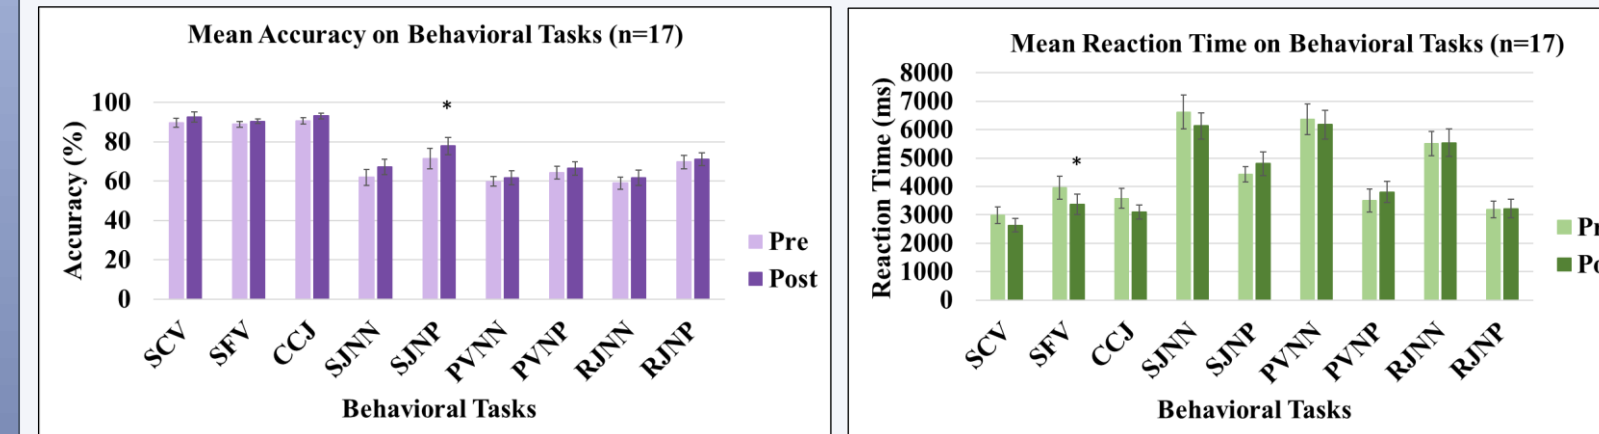 Mean Accuracy on Behavioral Tasks (n=17)
*
100
80
60
40
20
0
Accuracy (%)
SCV
SFV
CCJ
SJNN
SJNP
PVNN
PVNP
RJNN
RJNP
Behavioral Tasks
Pre
Post
Mean Reaction Time on Behavioral Tasks (n=17)
*
8000
7000
6000
5000
4000
3000
2000
1000
0
Reaction Time (ms)
SCV
SFV
CCJ
SJNN
SJNP
PVNN
PVNP
RJNN
RJNP
Behavioral Tasks